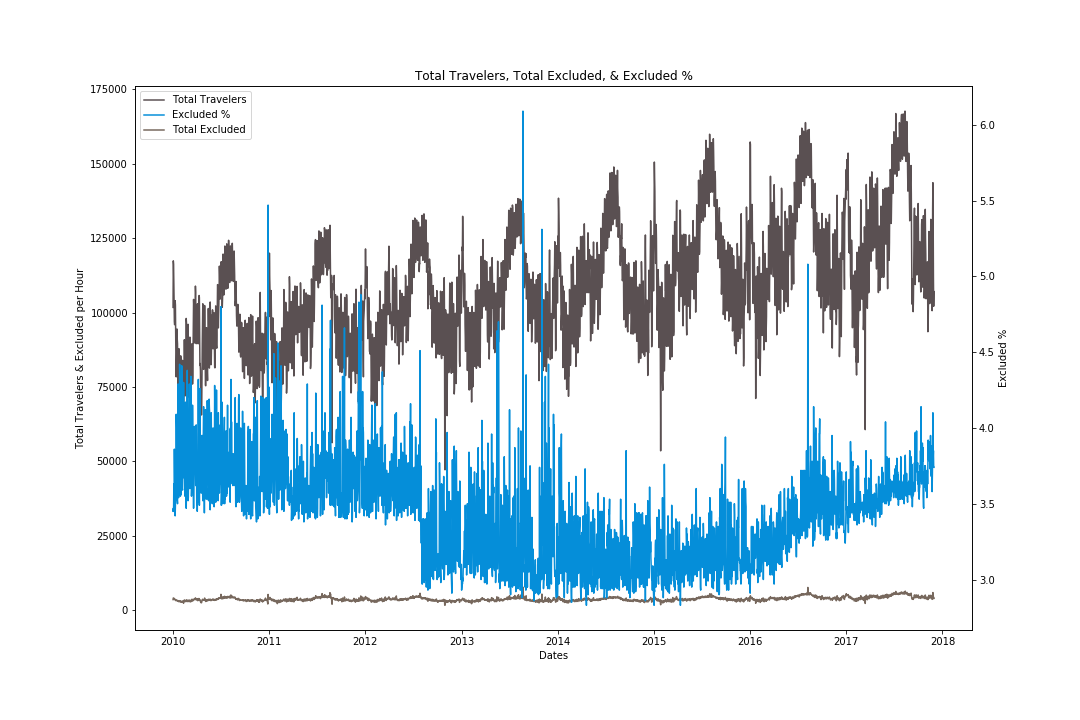 Total Travelers, Total Excluded, & Excluded %
Total Travelers
Excluded %
Total Excluded
175000
150000
125000
100000
75000
50000
25000
0
Total Travelers & Excluded per Hour
6.0
5.5
5.0
4.5
4.0
3.5
3.0
Excluded %
2010 2011 2012 2013 2014 2015 2016 2017 2018
Dates